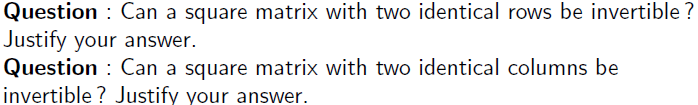 Question : Can a square matrix with two identical rows be invertible ?
Justify your answer.
Question : Can a square matrix with two identical columns be
invertible ? Justify your answer.